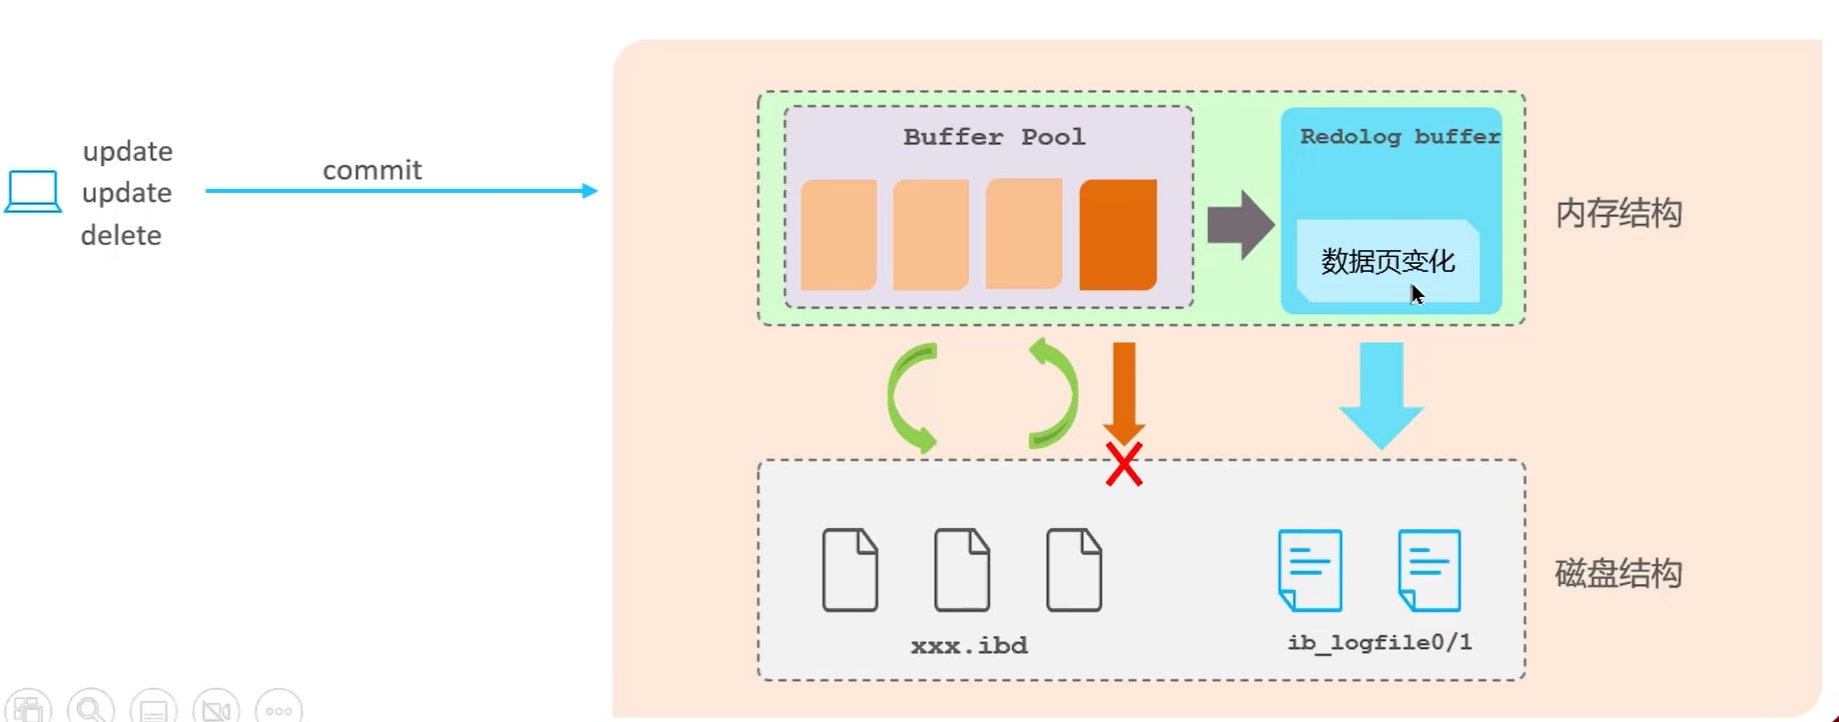 update
update
delete
commit
Buffer Pool
Redolog buffer
数据页变化
内存结构
xxx.ibd
ib_logfile0/1
磁盘结构